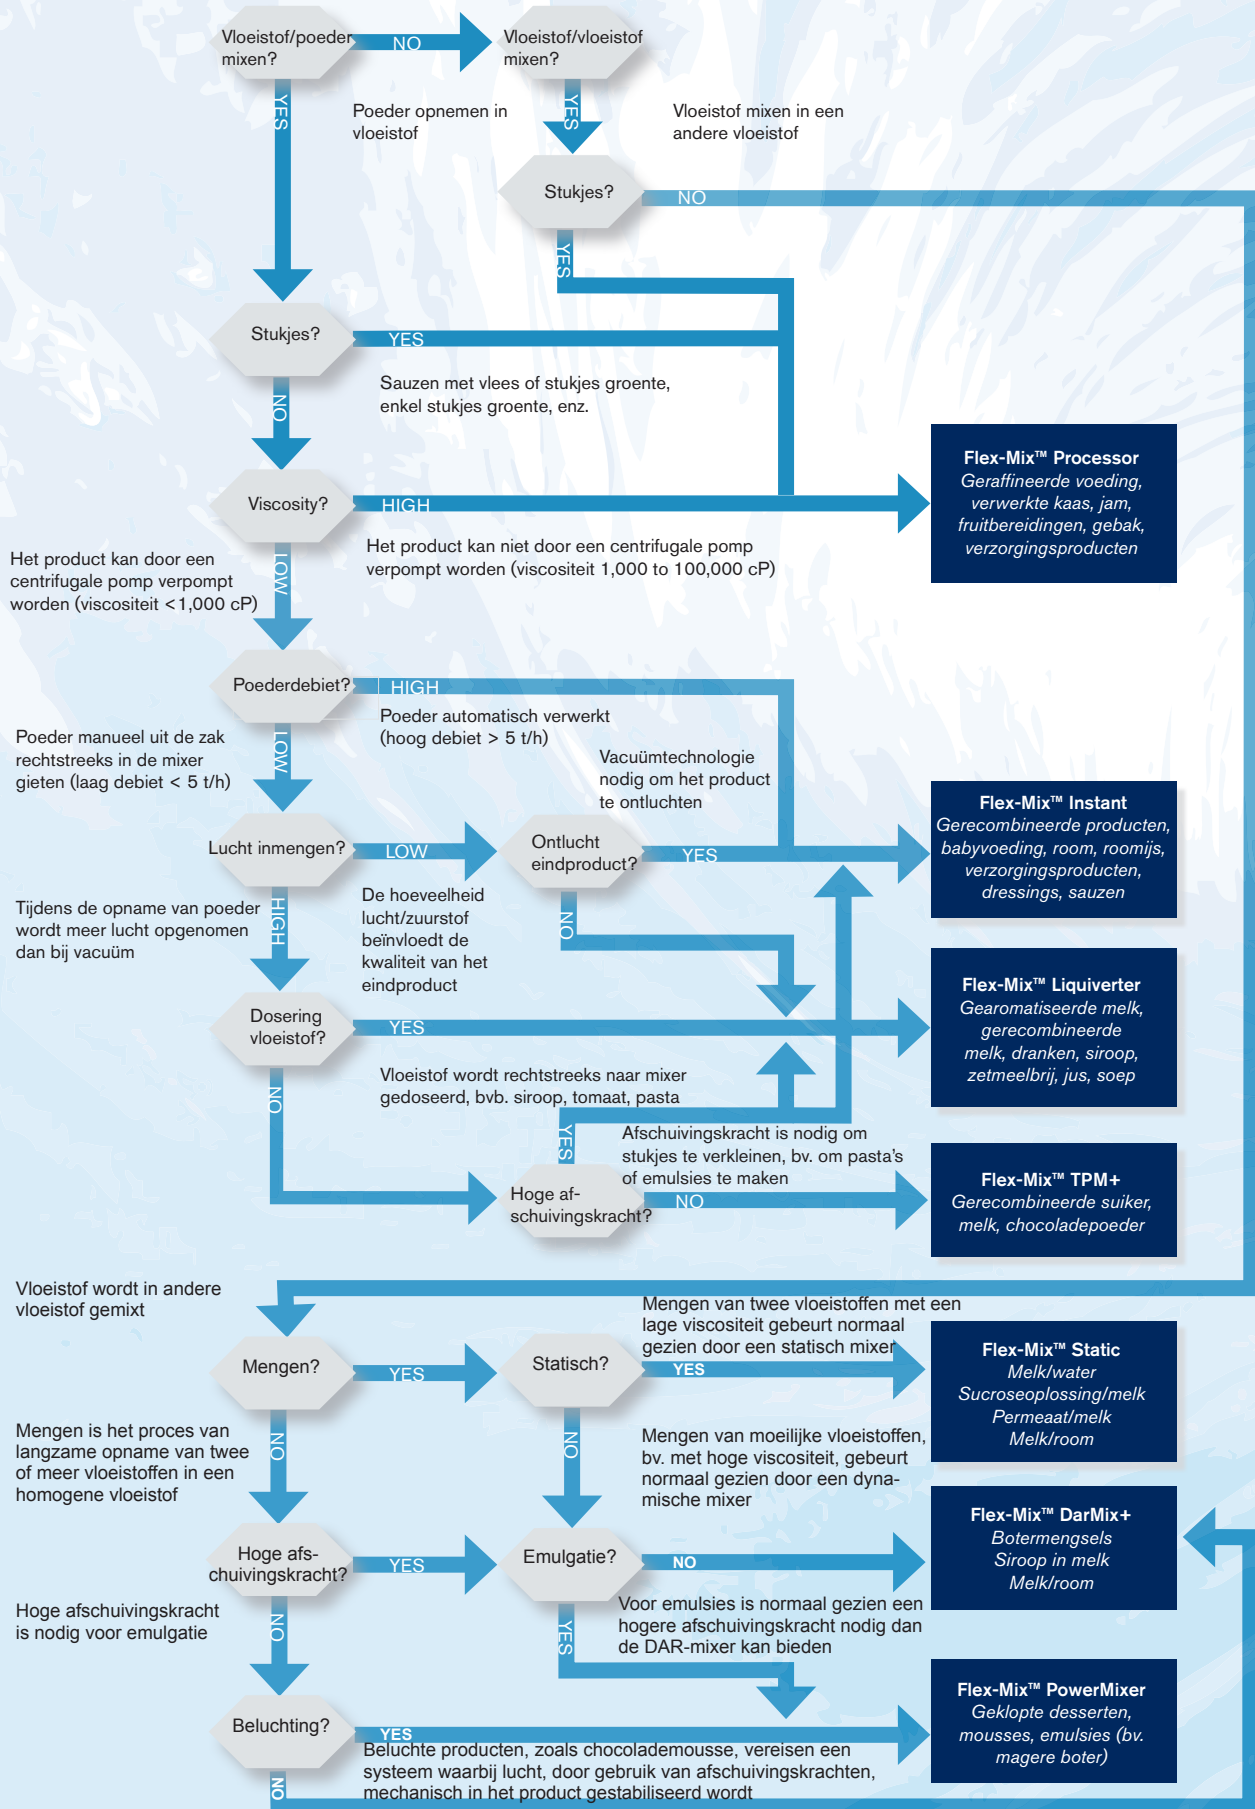 Vloeistof/poeder
mixen?
NO
Vloeistof/vloeistof
mixen?
YES
Poeder opnemen in
vloeistof
YES
Vloeistof mixen in een
andere vloeistof
Stukjes?
NO
YES
Stukjes?
YES
Sauzen met vlees of stukjes groente,
enkel stukjes groente, enz.
NO
Viscosity?
HIGH
Flex-Mix™ Processor
Geraffineerde voeding,
verwerkte kaas, jam,
fruitbereidingen, gebak,
verzorgingsproducten
Het product kan door een
centrifugale pomp verpompt
worden (viscositeit <1,000 cP)
LOW
Het product kan niet door een centrifugale pomp
verpompt worden (viscositeit 1,000 to 100,000 cP)
Poederdebiet?
HIGH
Poeder manueel uit de zak
rechtstreeks in de mixer
gieten (laag debiet < 5 t/h)
LOW
Poeder automatisch verwerkt
(hoog debiet > 5 t/h)
Vacuümtechnologie
nodig om het product
te ontluchten
Lucht inmengen?
LOW
Ontlucht
eindproduct?
YES
Flex-Mix™ Instant
Gerecombineerde producten,
babyvoeding, room, roomijs,
verzorgingsproducten,
dressings, sauzen
Tijdens de opname van poeder
wordt meer lucht opgenomen
dan bij vacuüm
HIGH
De hoeveelheid
lucht/zuurstof
beïnvloedt de
kwaliteit van het
eindproduct
NO
Dosering
vloeistof?
YES
Flex-Mix™ Liquiverter
Gearomatiseerde melk,
gerecombineerde
melk, dranken, siroop,
zetmeelbrij, jus, soep
NO
Vloeistof wordt rechtstreeks naar mixer
gedoseerd, bvb. siroop, tomaat, pasta
YES
Afschuivingskracht is nodig om
stukjes te verkleinen, bv. om pasta's
of emulsies te maken
Hoge af-
schuivingskracht?
NO
Flex-Mix™ TPM+
Gerecombineerde suiker,
melk, chocoladepoeder
Vloeistof wordt in andere
vloeistof gemixt
Mengen van twee vloeistoffen met een
lage viscositeit gebeurt normaal
gezien door een statisch mixer
Mengen?
YES
Statisch?
YES
Flex-Mix™ Static
Melk/water
Sucroseoplossing/melk
Permeaat/melk
Melk/room
Mengen is het proces van
langzame opname van twee
of meer vloeistoffen in een
homogene vloeistof
NO
NO
Mengen van moeilijke vloeistoffen,
bv. met hoge viscositeit, gebeurt
normaal gezien door een dyna-
mische mixer
Hoge afs-
chuivingskracht?
YES
Emulgatie?
NO
Flex-Mix™ DarMix+
Botermengsels
Siroop in melk
Melk/room
Hoge afschuivingskracht
is nodig voor emulgatie
NO
YES
Voor emulsies is normaal gezien een
hogere afschuivingskracht nodig dan
de DAR-mixer kan bieden
Beluchting?
YES
Flex-Mix™ PowerMixer
Geklopte desserten,
mousses, emulsies (bv.
magere boter)
NO
Beluchte producten, zoals chocolademousse, vereisen een
systeem waarbij lucht, door gebruik van afschuivingskrachten,
mechanisch in het product gestabiliseerd wordt